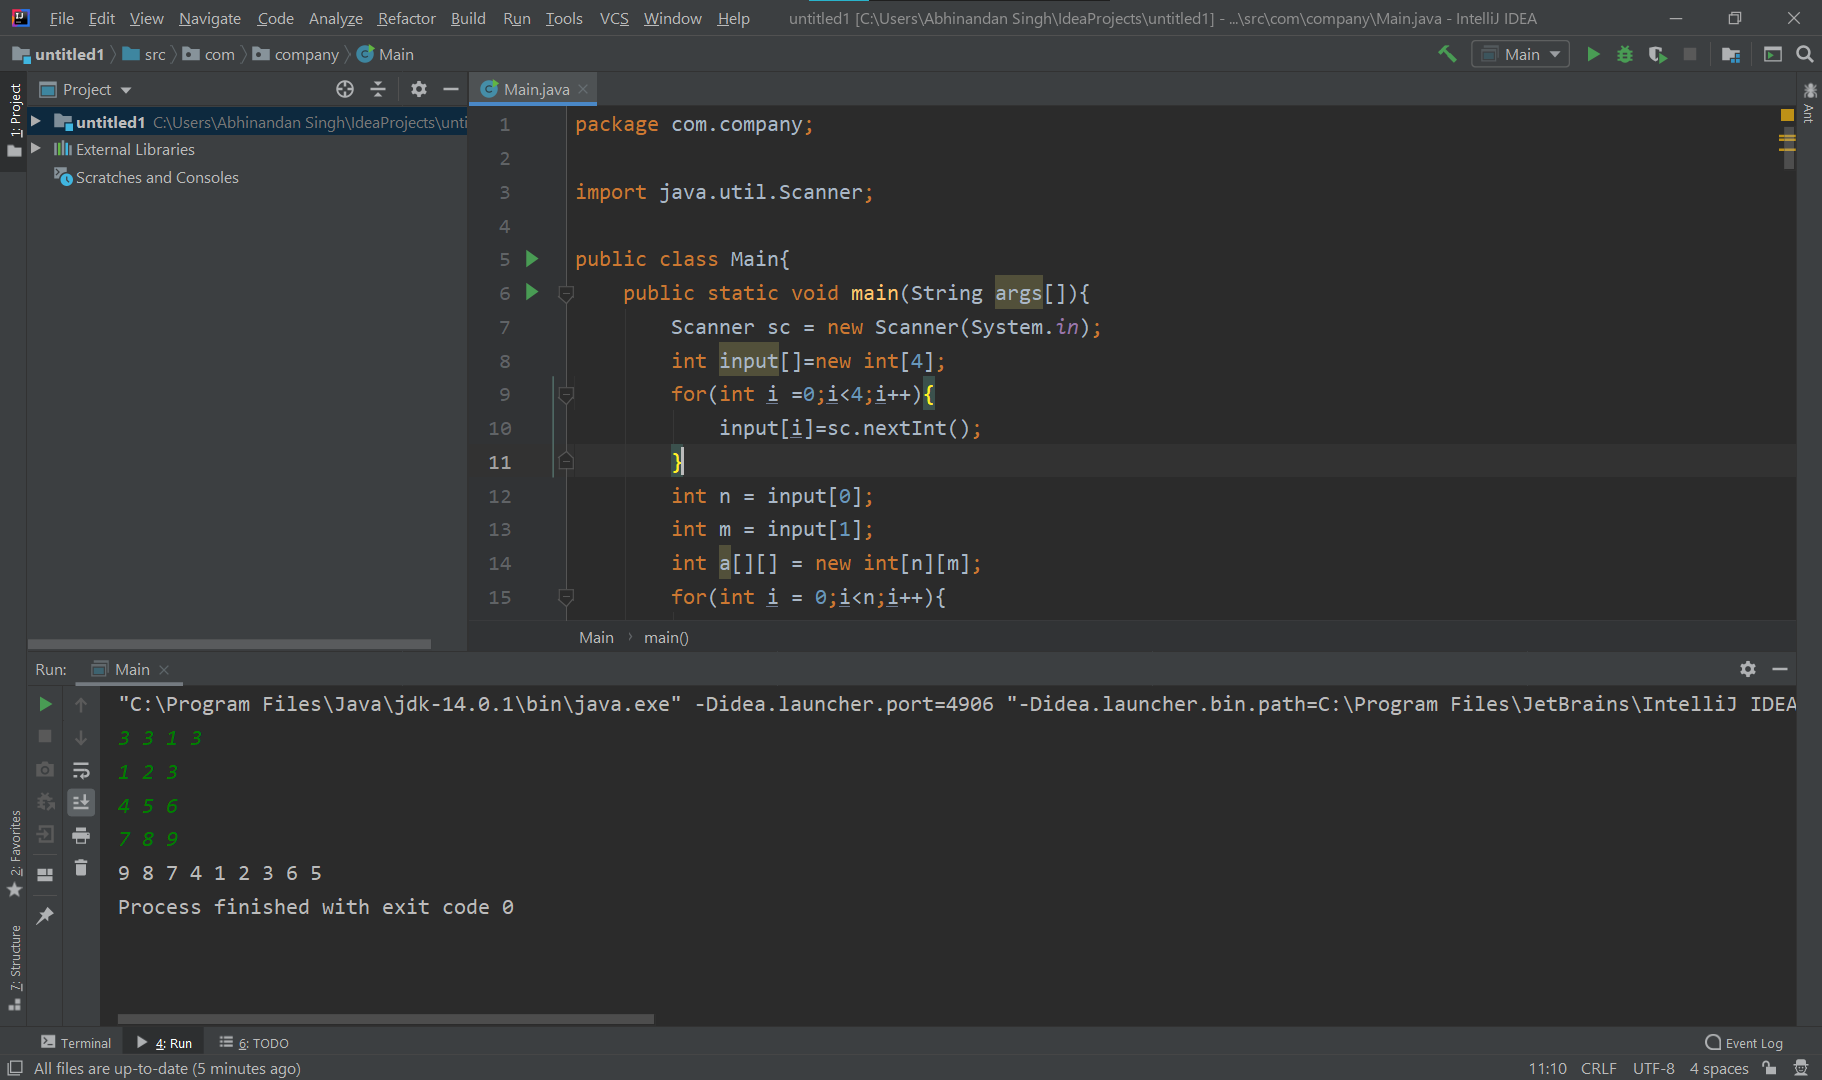 File Edit View Navigate Code Analyze Refactor Build Run Tools VCS Window Help untitled1 [C:\Users\Abhinandan Singh\IdeaProjects\untitled1] - ...\src\com\company\Main.java - IntelliJ IDEA
untitled1 src com company Main
Main
1: Project
Project
untitled1 C:\Users\Abhinandan Singh\IdeaProjects\unti
External Libraries
Scratches and Consoles
Main.java
Ant
1 package com.company;
2
3 import java.util.Scanner;
4
5 public class Main{
6 public static void main(String args[]){
7 Scanner sc = new Scanner(System.in);
8 int input[]=new int[4];
9 for(int i =0;i<4;i++){
10 input[i]=sc.nextInt();
11 }
12 int n = input[0];
13 int m = input[1];
14 int a[][] = new int[n][m];
15 for(int i = 0;i<n;i++){
Main main()
Run: Main
"C:\Program Files\Java\jdk-14.0.1\bin\java.exe" -Didea.launcher.port=4906 "-Didea.launcher.bin.path=C:\Program Files\JetBrains\IntelliJ IDEA
3 3 1 3
1 2 3
4 5 6
7 8 9
9 8 7 4 1 2 3 6 5
Process finished with exit code 0
2: Favorites
7: Structure
Terminal 4: Run 6: TODO Event Log
All files are up-to-date (5 minutes ago) 11:10 CRLF UTF-8 4 spaces